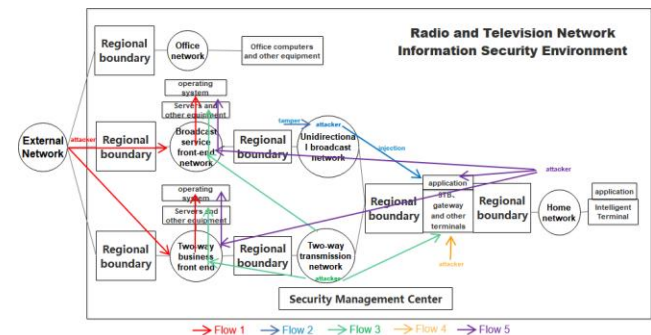 Radio and Television Network
Information Security Environment
Regional
boundary
Office
network
Office computers
and other equipment
operating
system
Servers and
other equipment
tamper
attacker
External
Network
attacker
Regional
boundary
Broadcast
service
front-end
network
Regional
boundary
Unidirectiona
l broadcast
network
injection
attacker
operating
system
Servers and
other equipment
Regional
boundary
application
STB、
gateway
and other
terminals
Regional
boundary
Home
network
application
Intelligent
Terminal
Regional
boundary
Two-way
business
front end
Regional
boundary
Two-way
transmission
network
attacker
attacker
Security Management Center
Flow 1
Flow 2
Flow 3
Flow 4
Flow 5